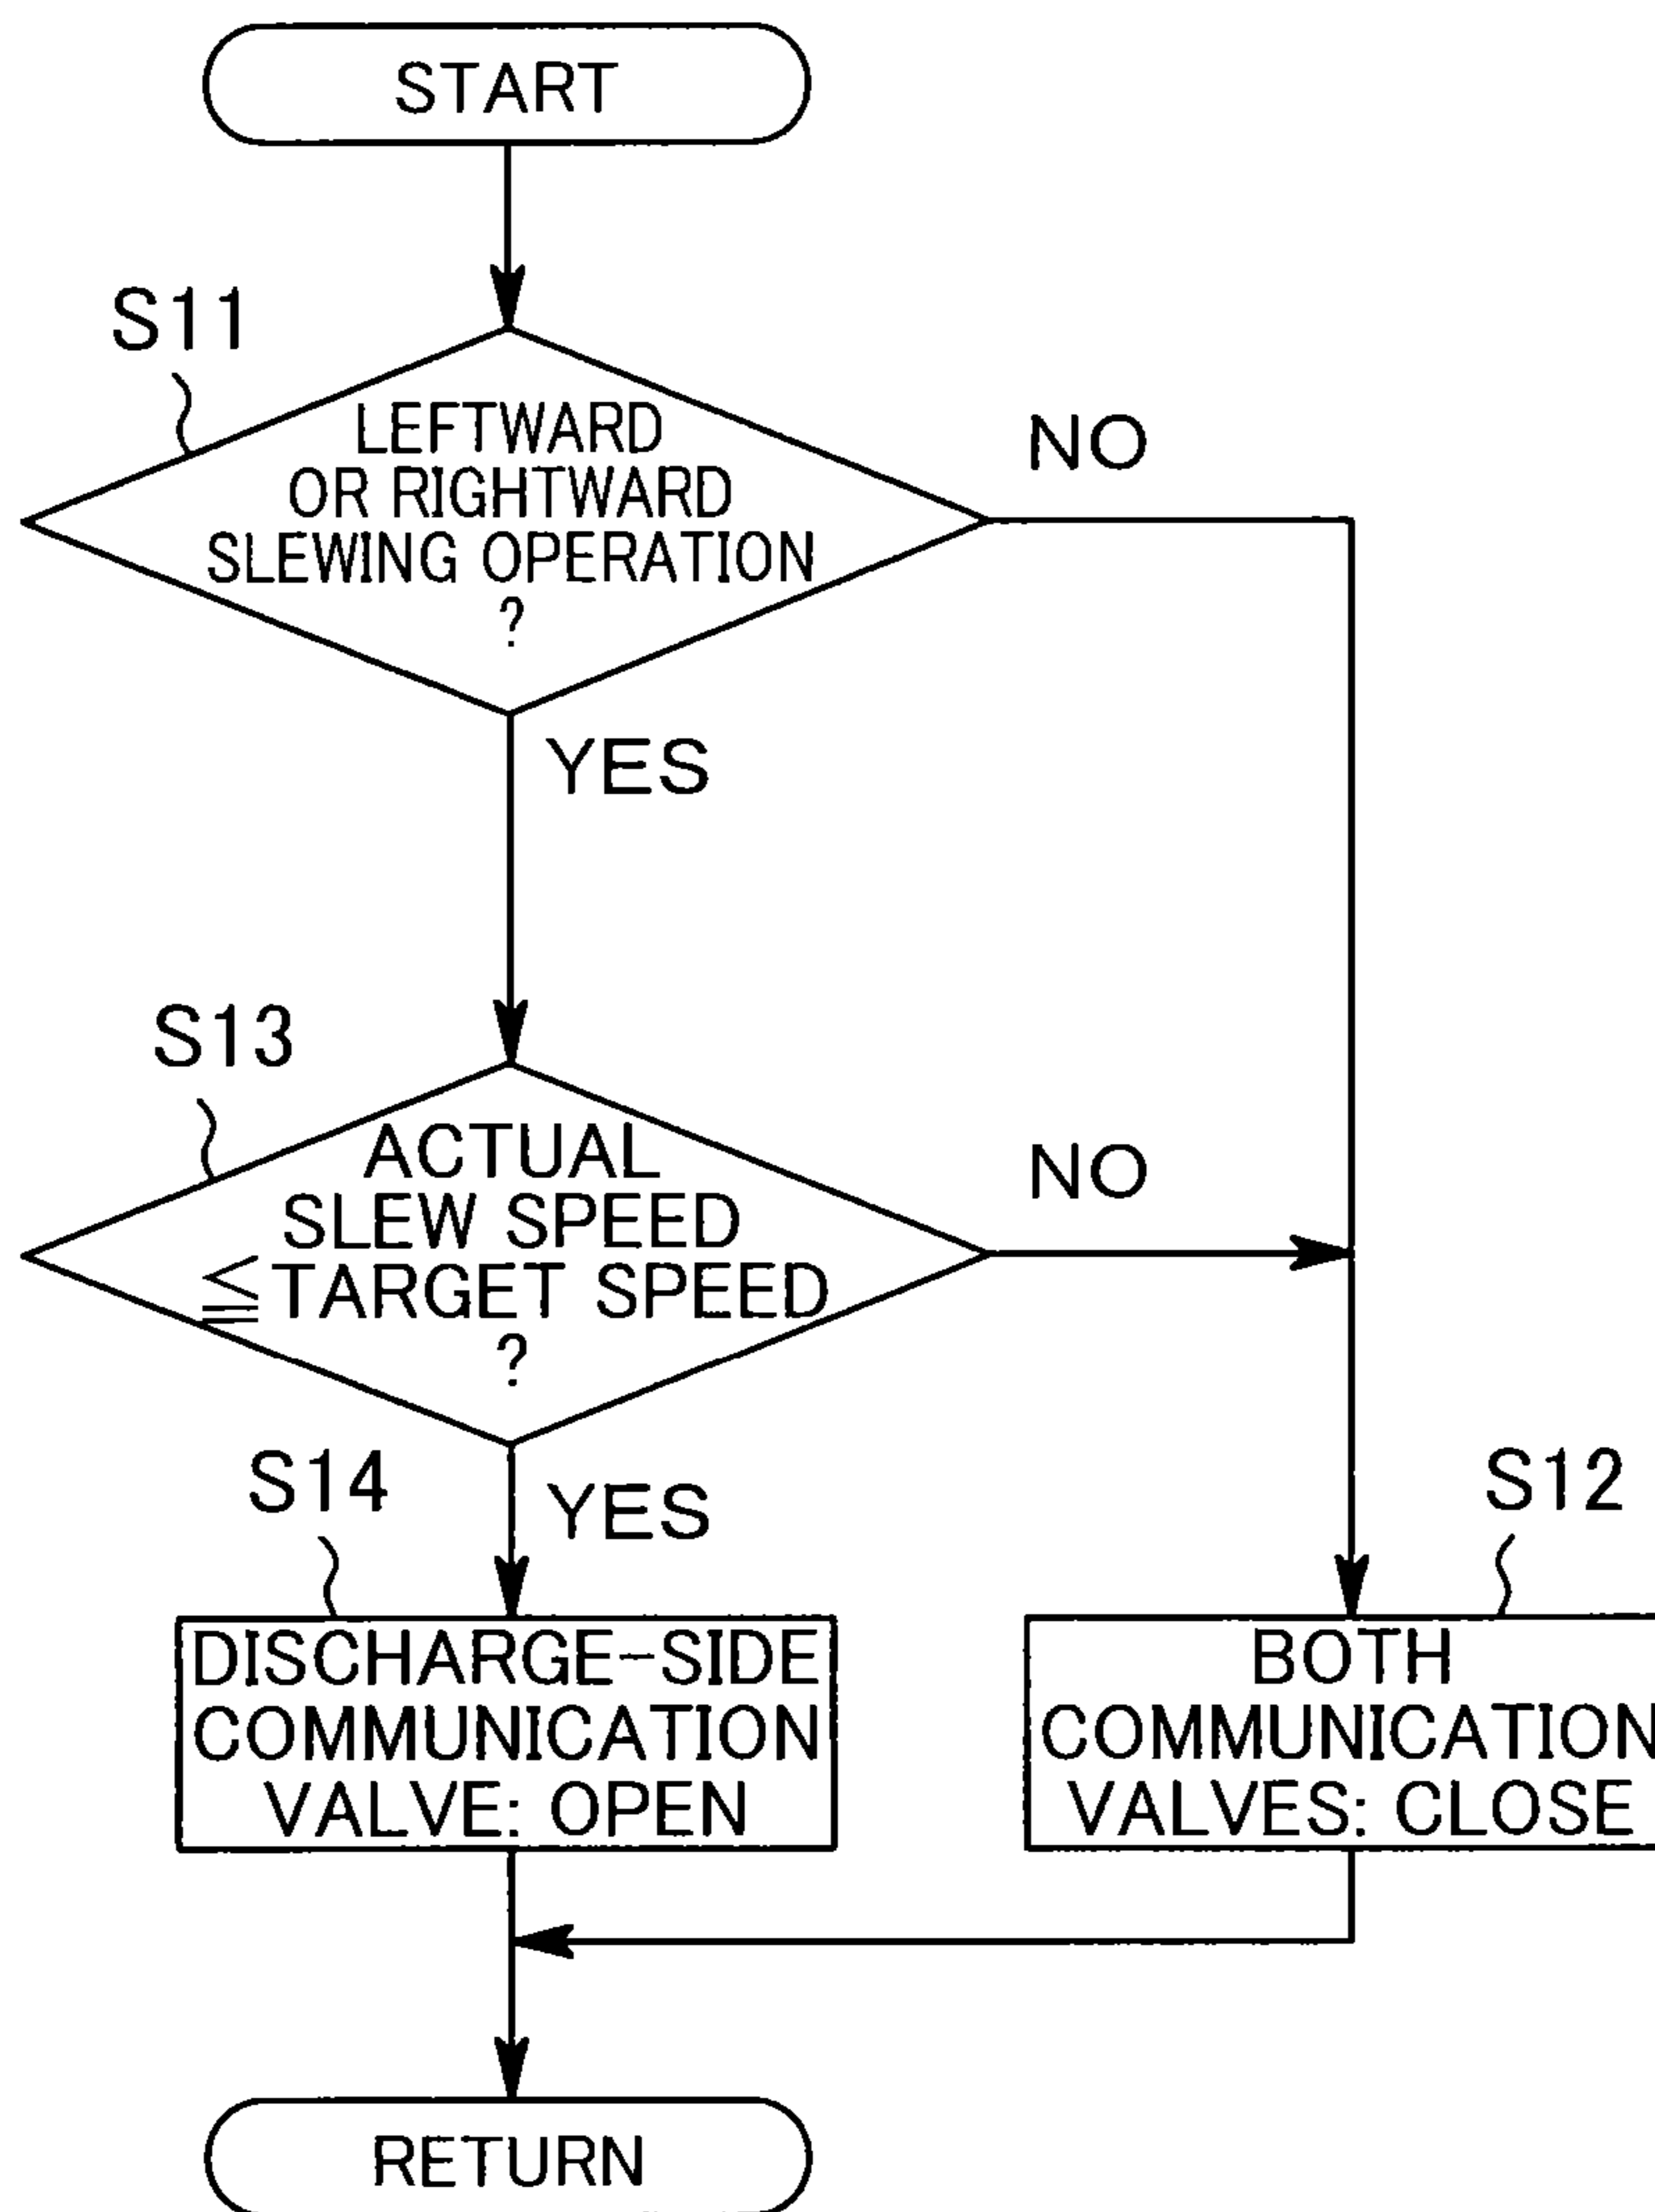 START
S11
LEFTWARD
OR RIGHTWARD
SLEWING OPERATION
?
NO
YES
S13
ACTUAL
SLEW SPEED
≦TARGET SPEED
?
NO
YES
S14
DISCHARGE-SIDE
COMMUNICATION
VALVE: OPEN
S12
BOTH
COMMUNICATION
VALVES: CLOSE
RETURN